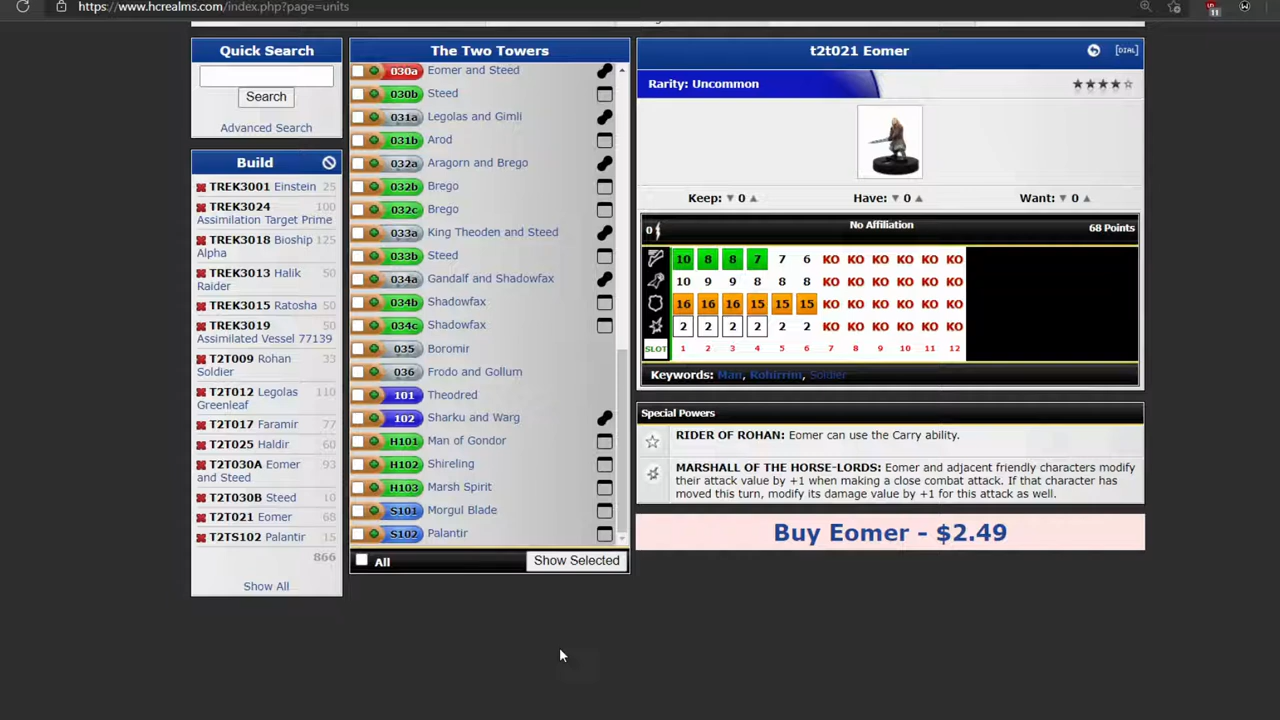 https://www.hcrealms.com/index.php?page=units
11
Quick Search
Search
Advanced Search
Build
TREK3001 Einstein 25
TREK3024 100
Assimilation Target Prime
TREK3018 Bioship 125
Alpha
TREK3013 Halik 50
Raider
TREK3015 Ratosha 50
TREK3019 50
Assimilated Vessel 77139
T2T009 Rohan 33
Soldier
T2T012 Legolas 110
Greenleaf
T2T017 Faramir 77
T2T025 Haldir 60
T2T030A Eomer 93
and Steed
T2T030B Steed 10
T2T021 Eomer 68
T2TS102 Palantir 15
866
Show All
The Two Towers
030a Eomer and Steed
030b Steed
031a Legolas and Gimli
031b Arod
032a Aragorn and Brego
032b Brego
032c Brego
033a King Theoden and Steed
033b Steed
034a Gandalf and Shadowfax
034b Shadowfax
034c Shadowfax
035 Boromir
036 Frodo and Gollum
101 Theodred
102 Sharku and Warg
H101 Man of Gondor
H102 Shireling
H103 Marsh Spirit
S101 Morgul Blade
S102 Palantir
All
Show Selected
t2t021 Eomer
[DIAL]
Rarity: Uncommon
Keep: 0
Have: 0
Want: 0
0
No Affiliation
68 Points
10 8 8 7 7 6 KO KO KO KO KO KO
10 9 9 8 8 8 KO KO KO KO KO KO
16 16 16 15 15 15 KO KO KO KO KO KO
2 2 2 2 2 2 KO KO KO KO KO KO
SLOT 1 2 3 4 5 6 7 8 9 10 11 12
Keywords: Man, Rohirrim, Soldier
Special Powers
RIDER OF ROHAN: Eomer can use the Carry ability.
MARSHALL OF THE HORSE-LORDS: Eomer and adjacent friendly characters modify
their attack value by +1 when making a close combat attack. If that character has
moved this turn, modify its damage value by +1 for this attack as well.
Buy Eomer - $2.49